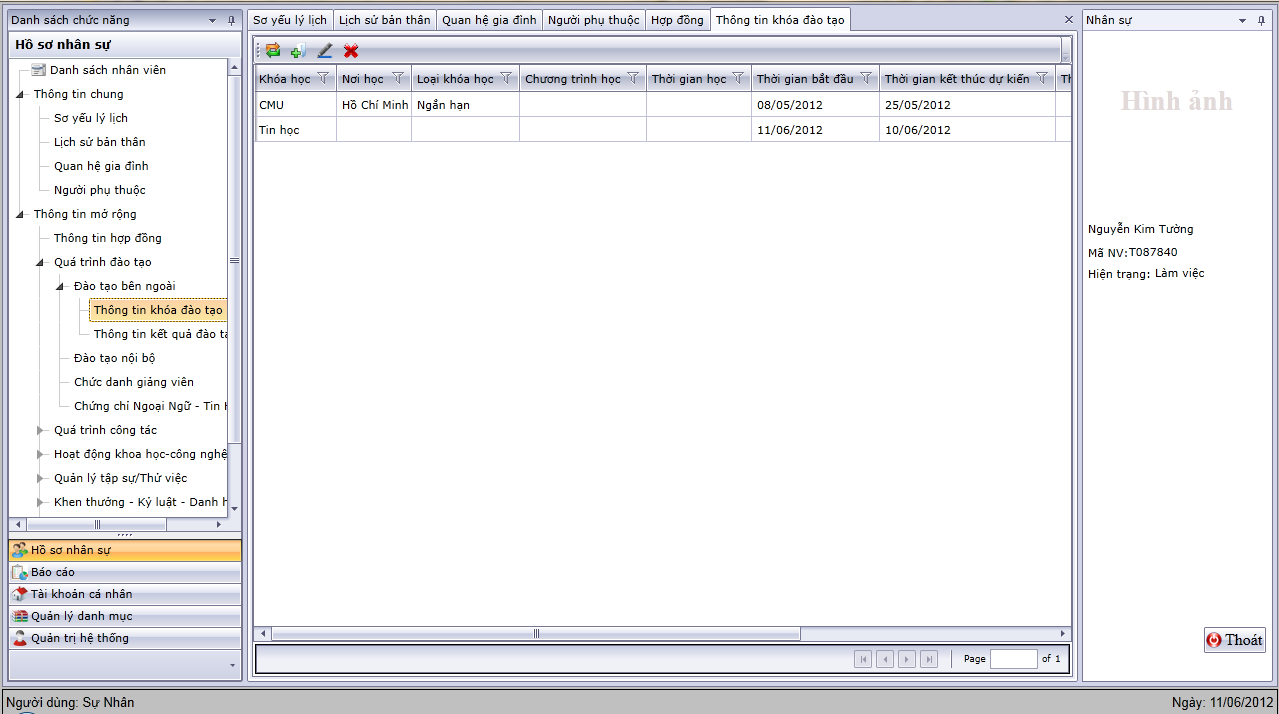 Danh sách chức năng
Hồ sơ nhân sự
Danh sách nhân viên
Thông tin chung
Sơ yếu lý lịch
Lịch sử bản thân
Quan hệ gia đình
Người phụ thuộc
Thông tin mở rộng
Thông tin hợp đồng
Quá trình đào tạo
Đào tạo bên ngoài
Thông tin khóa đào tạo
Thông tin kết quả đào tạ
Đào tạo nội bộ
Chức danh giảng viên
Chứng chỉ Ngoại Ngữ - Tin H
Quá trình công tác
Hoạt động khoa học-công nghệ
Quản lý tập sự/Thử việc
Khen thưởng - Kỷ luật - Danh h
Hồ sơ nhân sự
Báo cáo
Tài khoản cá nhân
Quản lý danh mục
Quản trị hệ thống
Sơ yếu lý lịch Lịch sử bản thân Quan hệ gia đình Người phụ thuộc Hợp đồng Thông tin khóa đào tạo
Khóa học Nơi học Loại khóa học Chương trình học Thời gian học Thời gian bắt đầu Thời gian kết thúc dự kiến Th
CMU Hồ Chí Minh Ngắn hạn 08/05/2012 25/05/2012
Tin học 11/06/2012 10/06/2012
Page of 1
Nhân sự
Hình ảnh
Nguyễn Kim Tường
Mã NV:T087840
Hiện trạng: Làm việc
Thoát
Người dùng: Sự Nhân
Ngày: 11/06/2012